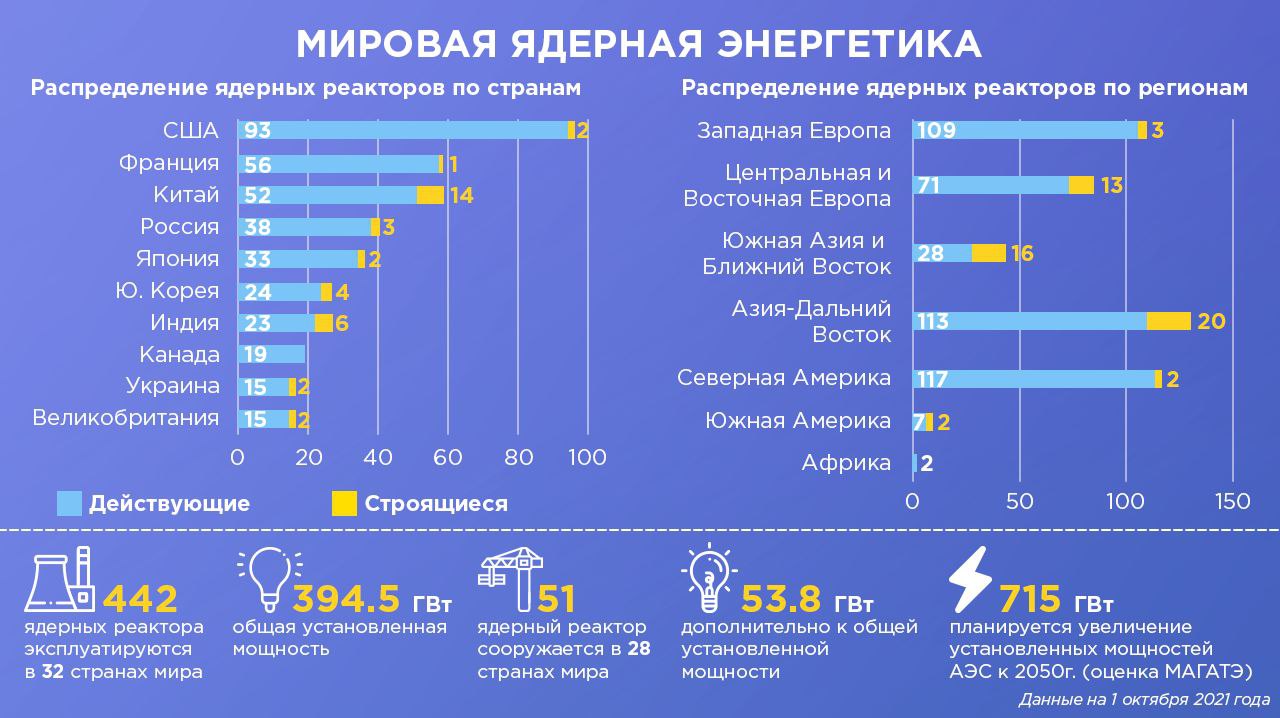 МИРОВАЯ ЯДЕРНАЯ ЭНЕРГЕТИКА
Распределение ядерных реакторов по странам
США 93 2
Франция 56 1
Китай 52 14
Россия 38 3
Япония 33 2
Ю. Корея 24 4
Индия 23 6
Канада 19
Украина 15 2
Великобритания 15 2
0 20 40 60 80 100
Действующие Строящиеся
Распределение ядерных реакторов по регионам
Западная Европа 109 3
Центральная и
Восточная Европа 71 13
Южная Азия и
Ближний Восток 28 16
Азия-Дальний
Восток 113 20
Северная Америка 117 2
Южная Америка 7 2
Африка 2
0 50 100 150
442
ядерных реактора
эксплуатируются
в 32 странах мира
394.5 ГВт
общая установленная
мощность
51
ядерный реактор
сооружается в 28
странах мира
53.8 ГВт
дополнительно к общей
установленной
мощности
715 ГВт
планируется увеличение
установленных мощностей
АЭС к 2050г. (оценка МАГАТЭ)
Данные на 1 октября 2021 года